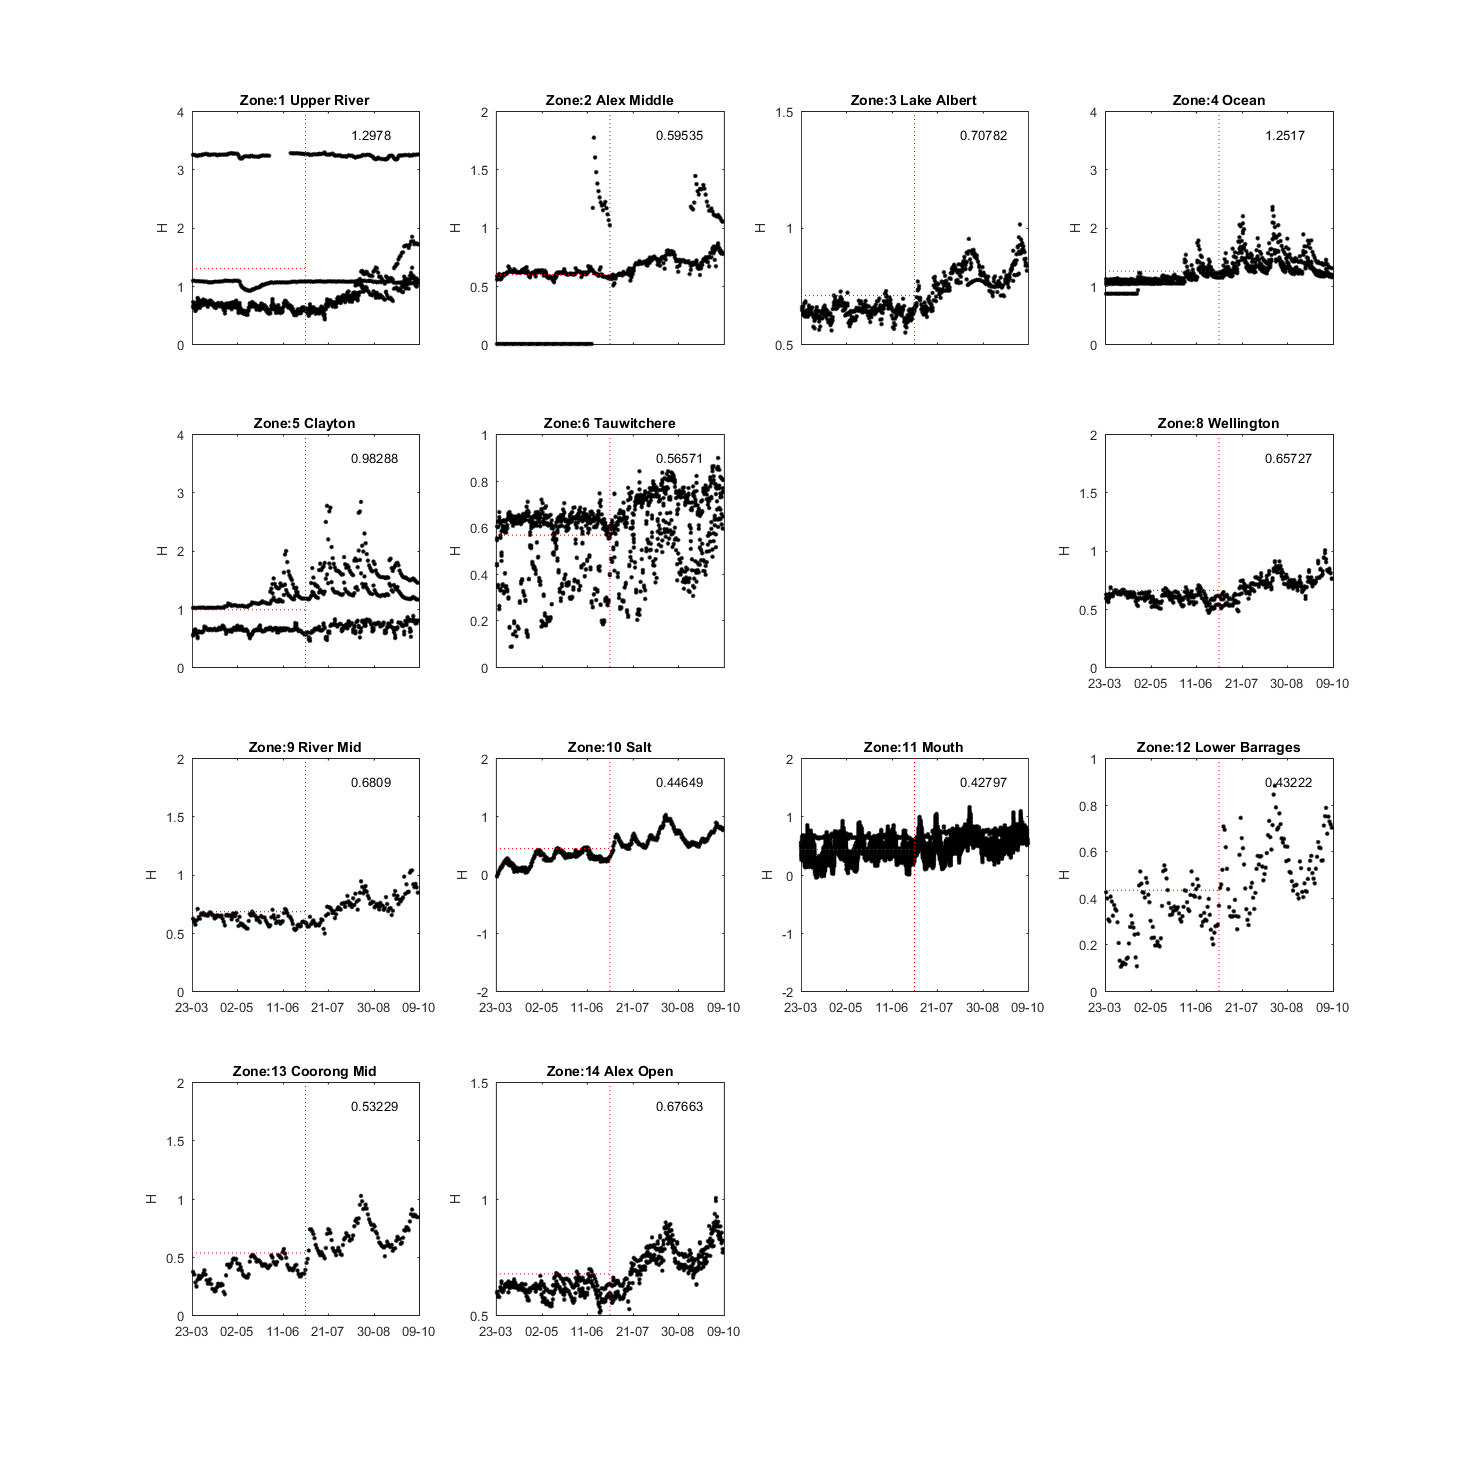 Zone:1 Upper River
Zone:2 Alex Middle
Zone:3 Lake Albert
Zone:4 Ocean
4
3
2
1
0
H
1.2978
2
1.5
1
0.5
0
H
0.59535
1.5
1
0.5
H
0.70782
4
3
2
1
0
H
1.2517
Zone:5 Clayton
Zone:6 Tauwitchere
Zone:8 Wellington
4
3
2
1
0
H
0.98288
1
0.8
0.6
0.4
0.2
0
H
0.56571
2
1.5
1
0.5
0
H
0.65727
23-03 02-05 11-06 21-07 30-08 09-10
Zone:9 River Mid
Zone:10 Salt
Zone:11 Mouth
Zone:12 Lower Barrages
2
1.5
1
0.5
0
H
0.6809
23-03 02-05 11-06 21-07 30-08 09-10
2
1
0
-1
-2
H
0.44649
23-03 02-05 11-06 21-07 30-08 09-10
2
1
0
-1
-2
H
0.42797
23-03 02-05 11-06 21-07 30-08 09-10
1
0.8
0.6
0.4
0.2
0
H
0.43222
23-03 02-05 11-06 21-07 30-08 09-10
Zone:13 Coorong Mid
Zone:14 Alex Open
2
1.5
1
0.5
0
H
0.53229
23-03 02-05 11-06 21-07 30-08 09-10
1.5
1
0.5
H
0.67663
23-03 02-05 11-06 21-07 30-08 09-10